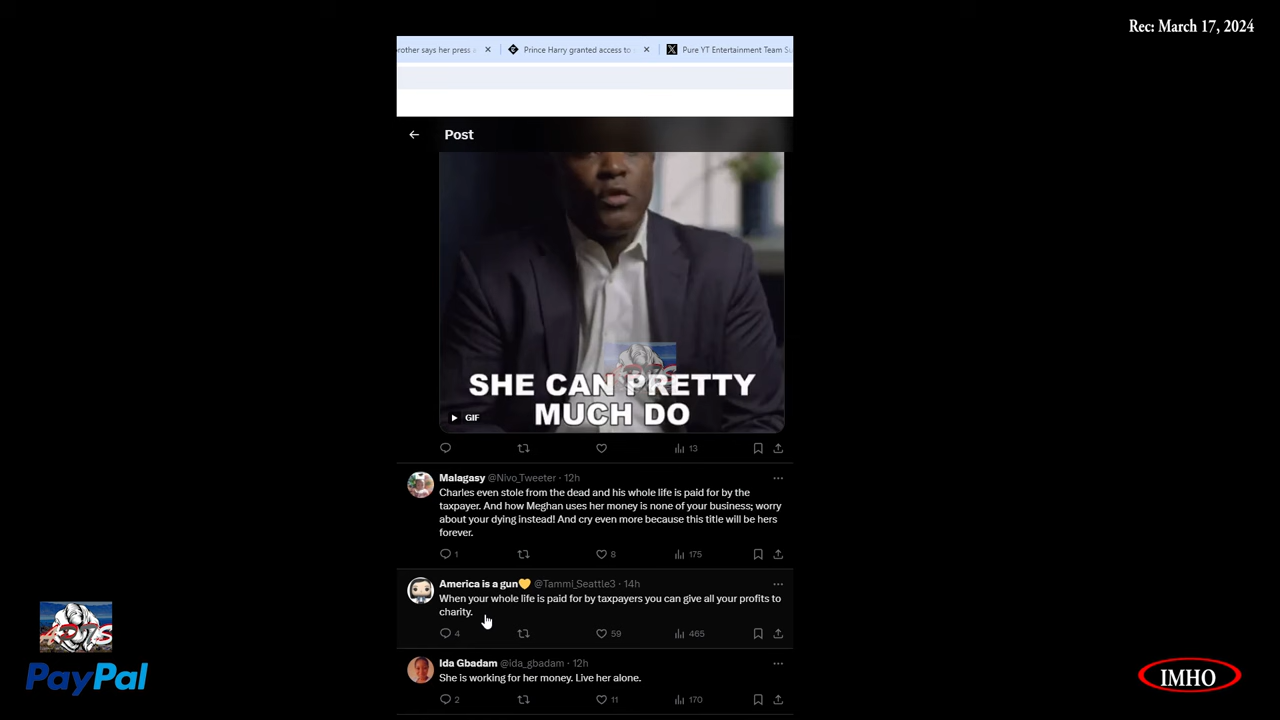 Rec: March 17, 2024
brother says her press
Prince Harry granted access to
Pure YT Entertainment Team
Post
SHE CAN PRETTY
MUCH DO
GIF
13
Malagasy @Nivo_Tweeter · 12h
Charles even stole from the dead and his whole life is paid for by the
taxpayer. And how Meghan uses her money is none of your business; worry
about your dying instead! And cry even more because this title will be hers
forever.
1 8 175
America is a gun @Tammi_Seattle3 · 14h
When your whole life is paid for by taxpayers you can give all your profits to
charity.
4 59 465
Ida Gbadam @ida_gbadam · 12h
She is working for her money. Live her alone.
2 11 170
PayPal
IMHO